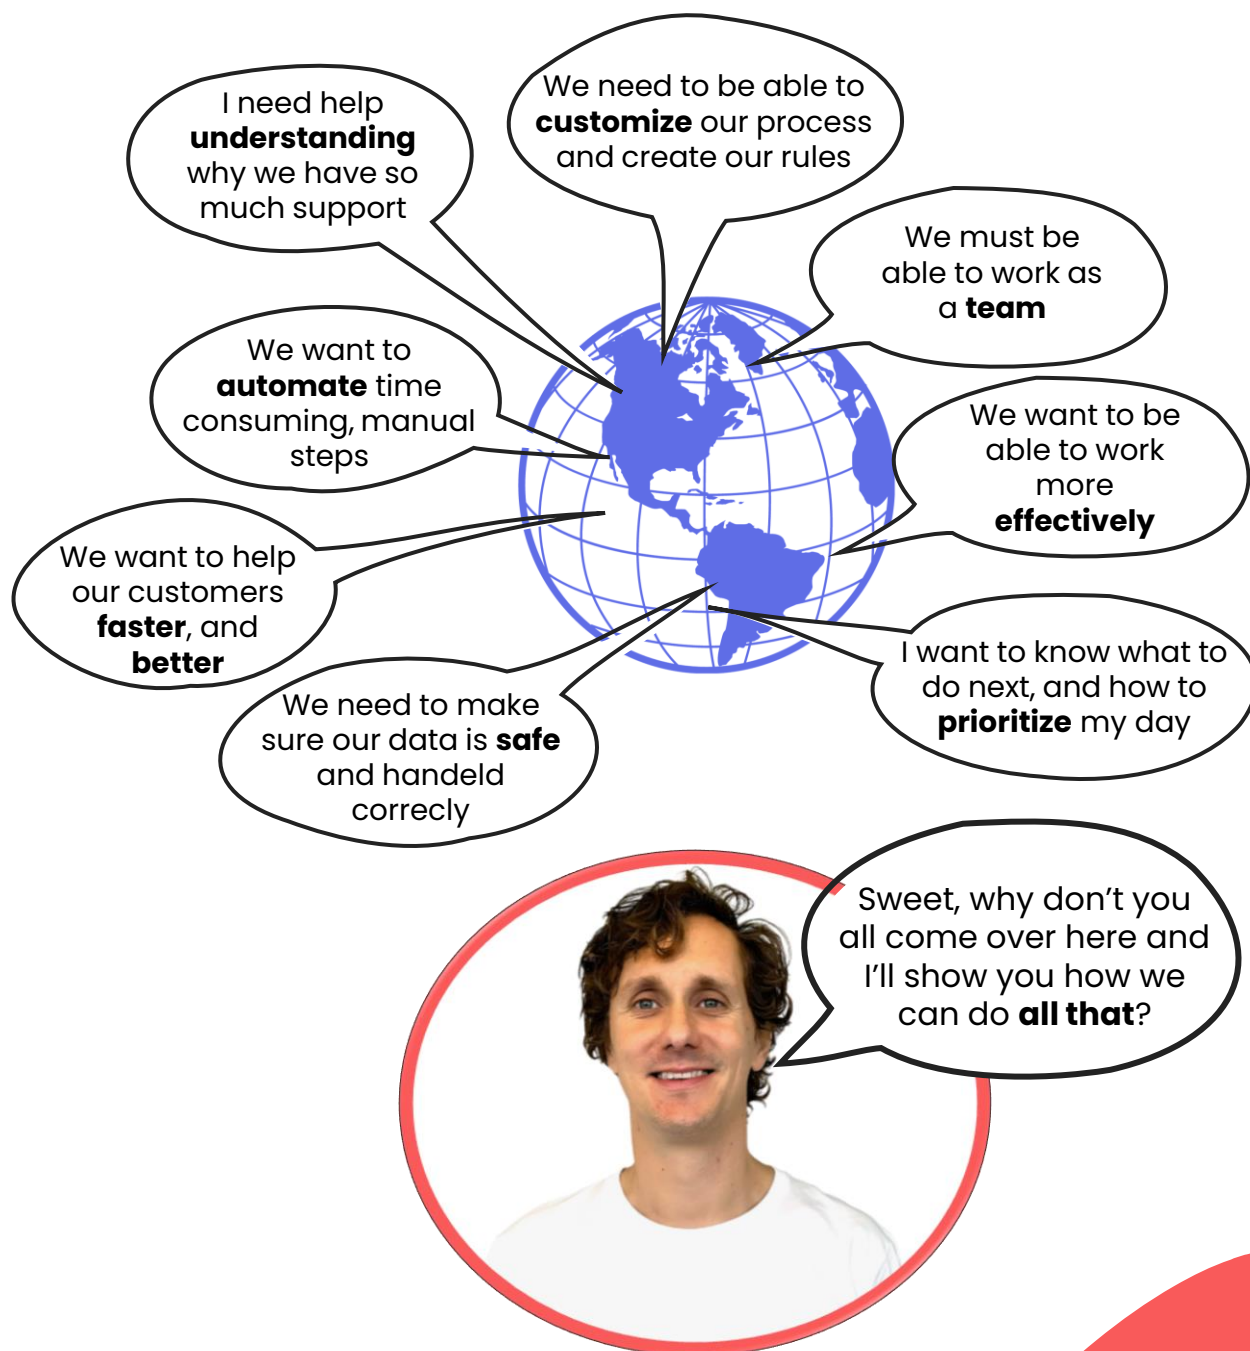 I need help
understanding
why we have so
much support
We need to be able to
customize our process
and create our rules
We must be
able to work as
a team
We want to
automate time
consuming, manual
steps
We want to be
able to work
more
effectively
We want to help
our customers
faster, and
better
I want to know what to
do next, and how to
prioritize my day
We need to make
sure our data is safe
and handeld
correcly
Sweet, why don’t you
all come over here and
I’ll show you how we
can do all that?